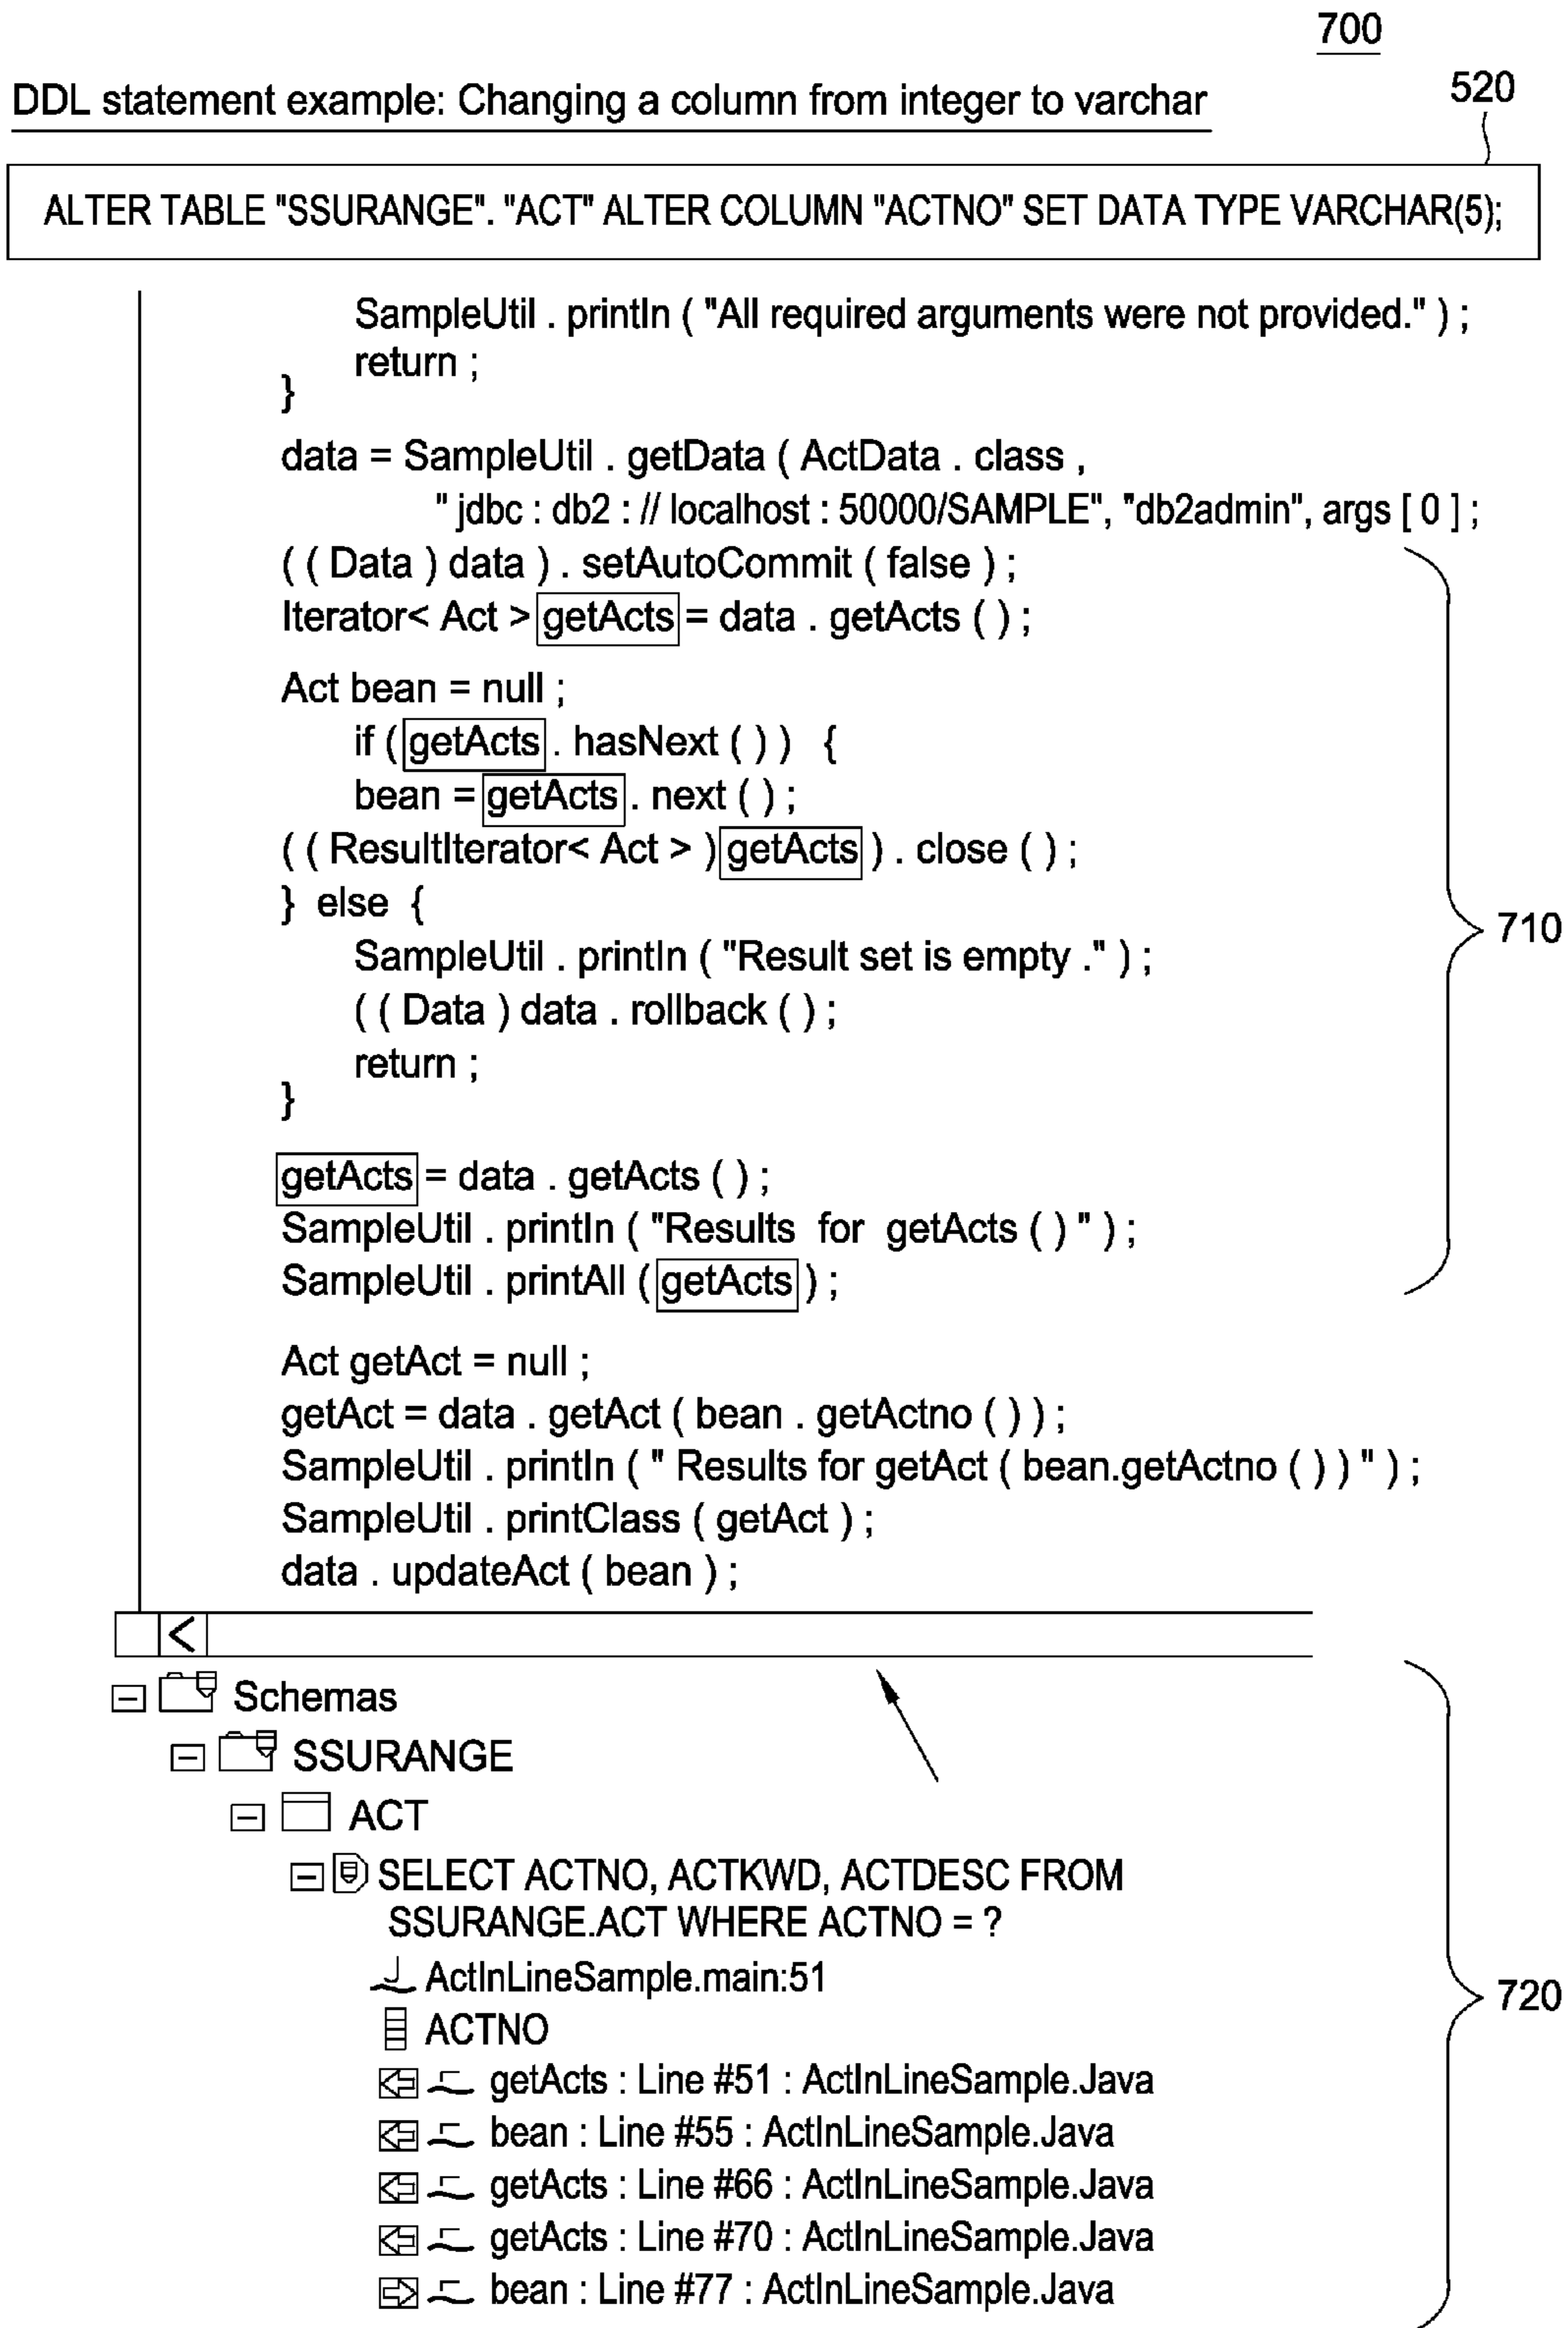 700
DDL statement example: Changing a column from integer to varchar
520
ALTER TABLE "SSURANGE". "ACT" ALTER COLUMN "ACTNO" SET DATA TYPE VARCHAR(5);
SampleUtil . println ( "All required arguments were not provided." ) ;
return ;
}
data = SampleUtil . getData ( ActData . class ,
" jdbc : db2 : // localhost : 50000/SAMPLE", "db2admin", args [ 0 ] ;
( ( Data ) data ) . setAutoCommit ( false ) ;
Iterator< Act > getActs = data . getActs ( ) ;
Act bean = null ;
if ( getActs . hasNext ( ) ) {
bean = getActs . next ( ) ;
( ( ResultIterator< Act > ) getActs ) . close ( ) ;
} else {
SampleUtil . println ( "Result set is empty ." ) ;
( ( Data ) data . rollback ( ) ;
return ;
}
710
getActs = data . getActs ( ) ;
SampleUtil . println ( "Results for getActs ( ) " ) ;
SampleUtil . printAll ( getActs ) ;
Act getAct = null ;
getAct = data . getAct ( bean . getActno ( ) ) ;
SampleUtil . println ( " Results for getAct ( bean.getActno ( ) ) " ) ;
SampleUtil . printClass ( getAct ) ;
data . updateAct ( bean ) ;
<
Schemas
SSURANGE
ACT
SELECT ACTNO, ACTKWD, ACTDESC FROM
SSURANGE.ACT WHERE ACTNO = ?
ActInLineSample.main:51
720
ACTNO
getActs : Line #51 : ActInLineSample.Java
bean : Line #55 : ActInLineSample.Java
getActs : Line #66 : ActInLineSample.Java
getActs : Line #70 : ActInLineSample.Java
bean : Line #77 : ActInLineSample.Java